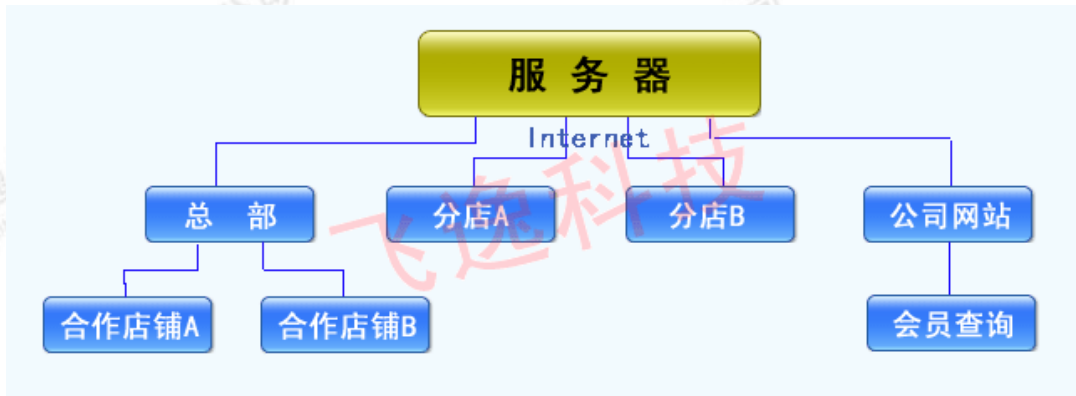 服 务 器
Internet
总 部
分店A
分店B
公司网站
合作店铺A
合作店铺B
会员查询
飞逸科技